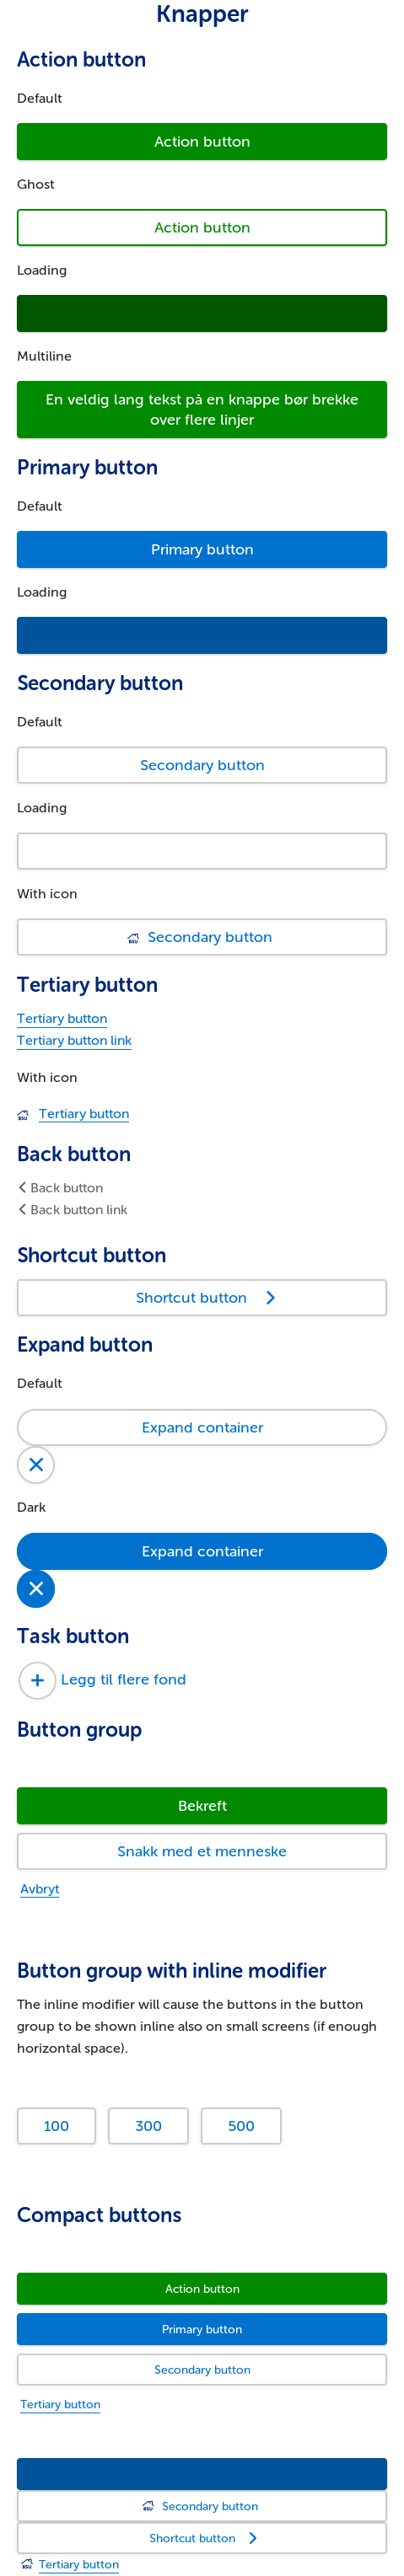 Knapper
Action button
Default
Action button
Ghost
Action button
Loading
Multiline
En veldig lang tekst på en knappe bør brekke
over flere linjer
Primary button
Default
Primary button
Loading
Secondary button
Default
Secondary button
Loading
With icon
Secondary button
Tertiary button
Tertiary button
Tertiary button link
With icon
Tertiary button
Back button
Back button
Back button link
Shortcut button
Shortcut button
Expand button
Default
Expand container
Dark
Expand container
Task button
Legg til flere fond
Button group
Bekreft
Snakk med et menneske
Avbryt
Button group with inline modifier
The inline modifier will cause the buttons in the button
group to be shown inline also on small screens (if enough
horizontal space).
100 300 500
Compact buttons
Action button
Primary button
Secondary button
Tertiary button
Secondary button
Shortcut button
Tertiary button